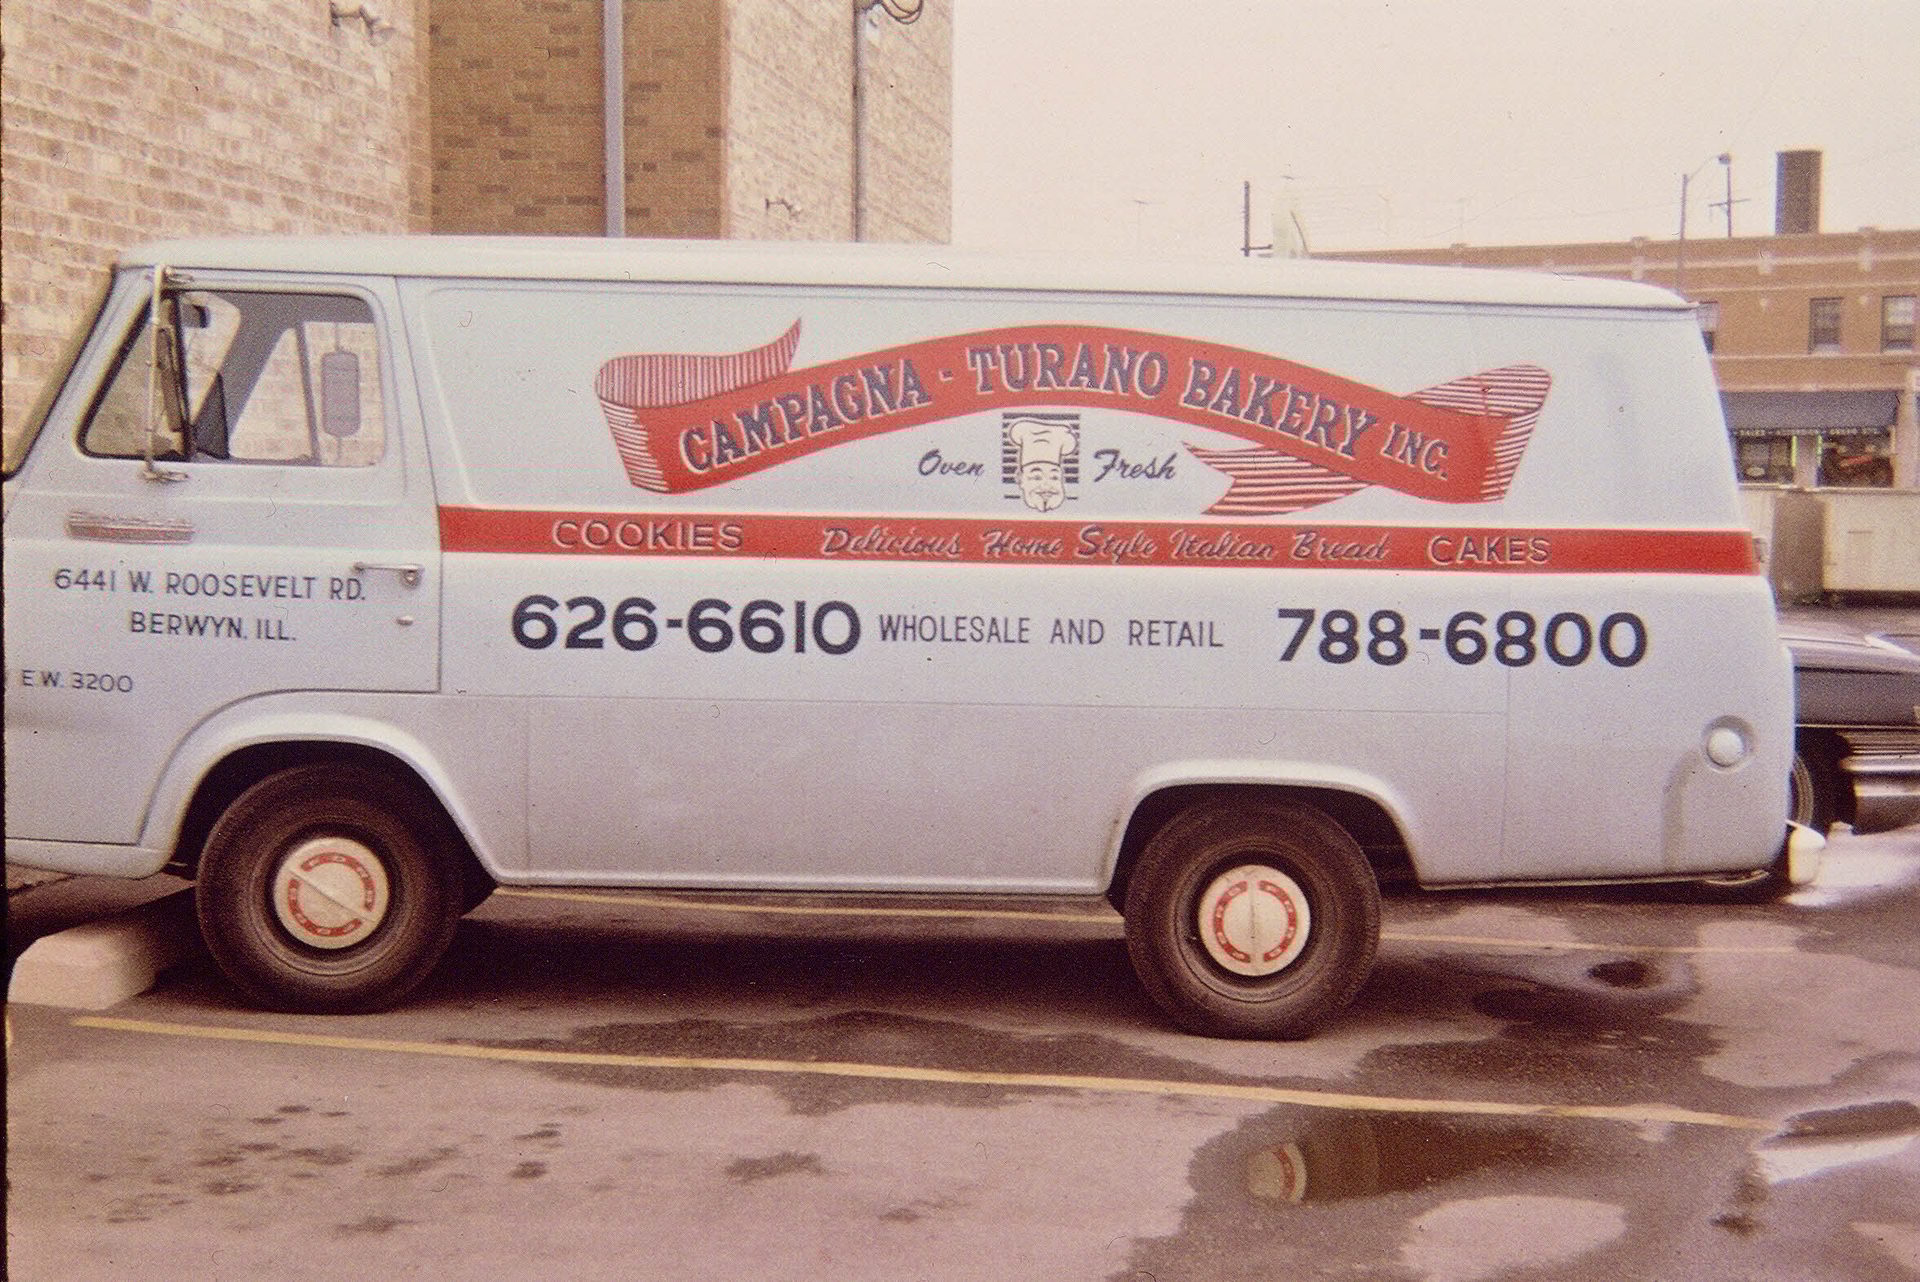 CAMPAGNA - TURANO BAKERY INC.
Oven Fresh
COOKIES Delicious Home Style Italian Bread CAKES
6441 W. ROOSEVELT RD.
BERWYN, ILL.
626-6610 WHOLESALE AND RETAIL 788-6800
E.W. 3200